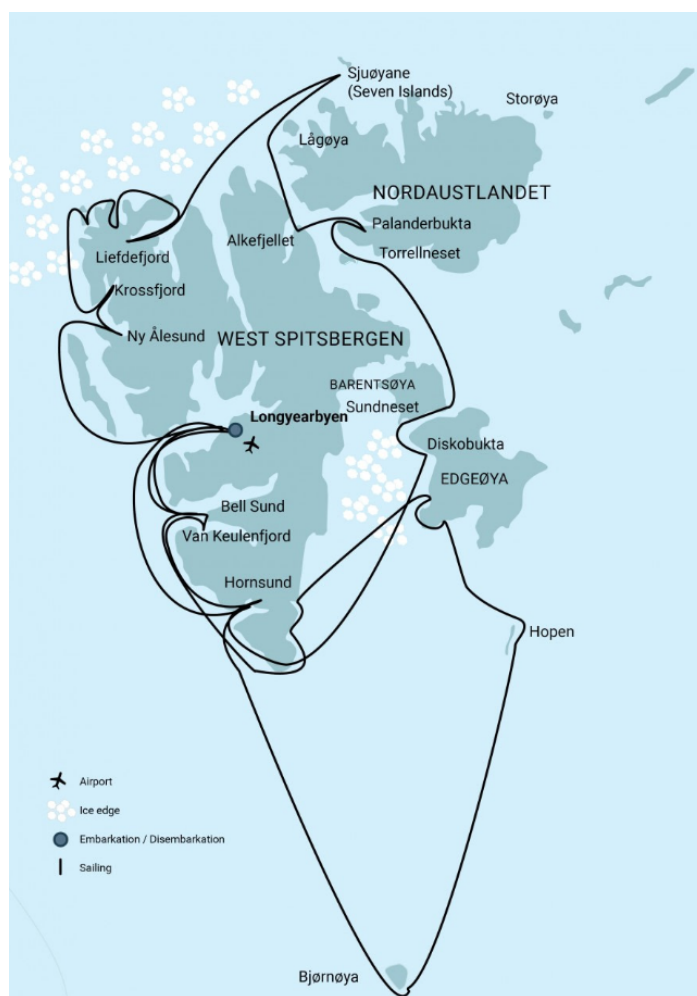 Sjuøyane
(Seven Islands)
Storøya
Lågøya
NORDAUSTLANDET
Palanderbukta
Alkefjellet
Torrellneset
Liefdefjord
Krossfjord
Ny Ålesund
WEST SPITSBERGEN
BARENTSØYA
Sundneset
Longyearbyen
Diskobukta
EDGEØYA
Bell Sund
Van Keulenfjord
Hornsund
Hopen
Airport
Ice edge
Embarkation / Disembarkation
Sailing
Bjørnøya